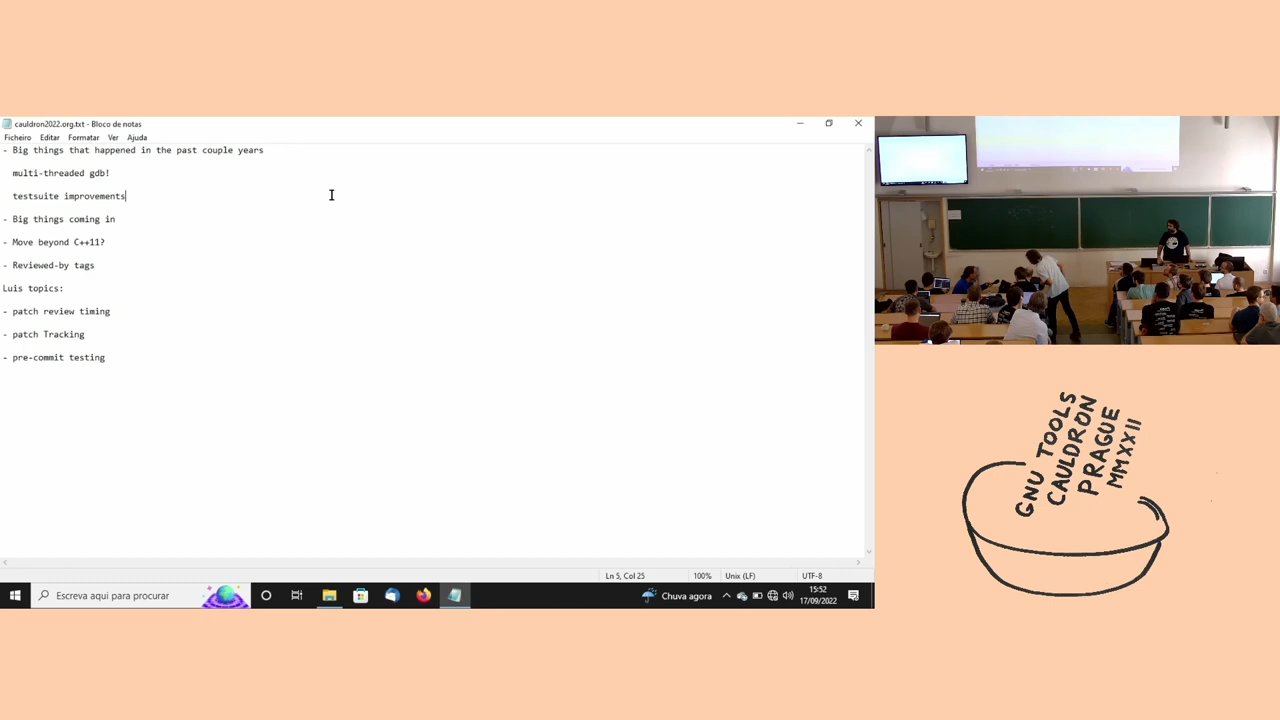 cauldron2022.org.txt - Bloco de notas
Ficheiro Editar Formatar Ver Ajuda
- Big things that happened in the past couple years
multi-threaded gdb!
testsuite improvements
- Big things coming in
- Move beyond C++11?
- Reviewed-by tags
Luis topics:
- patch review timing
- patch Tracking
- pre-commit testing
Ln 5, Col 25 100% Unix (LF) UTF-8
Escreve aqui para procurar
Chuva agora
15:52
17/09/2022
GNU TOOLS
CAULDRON
PRAGUE
MMXXII